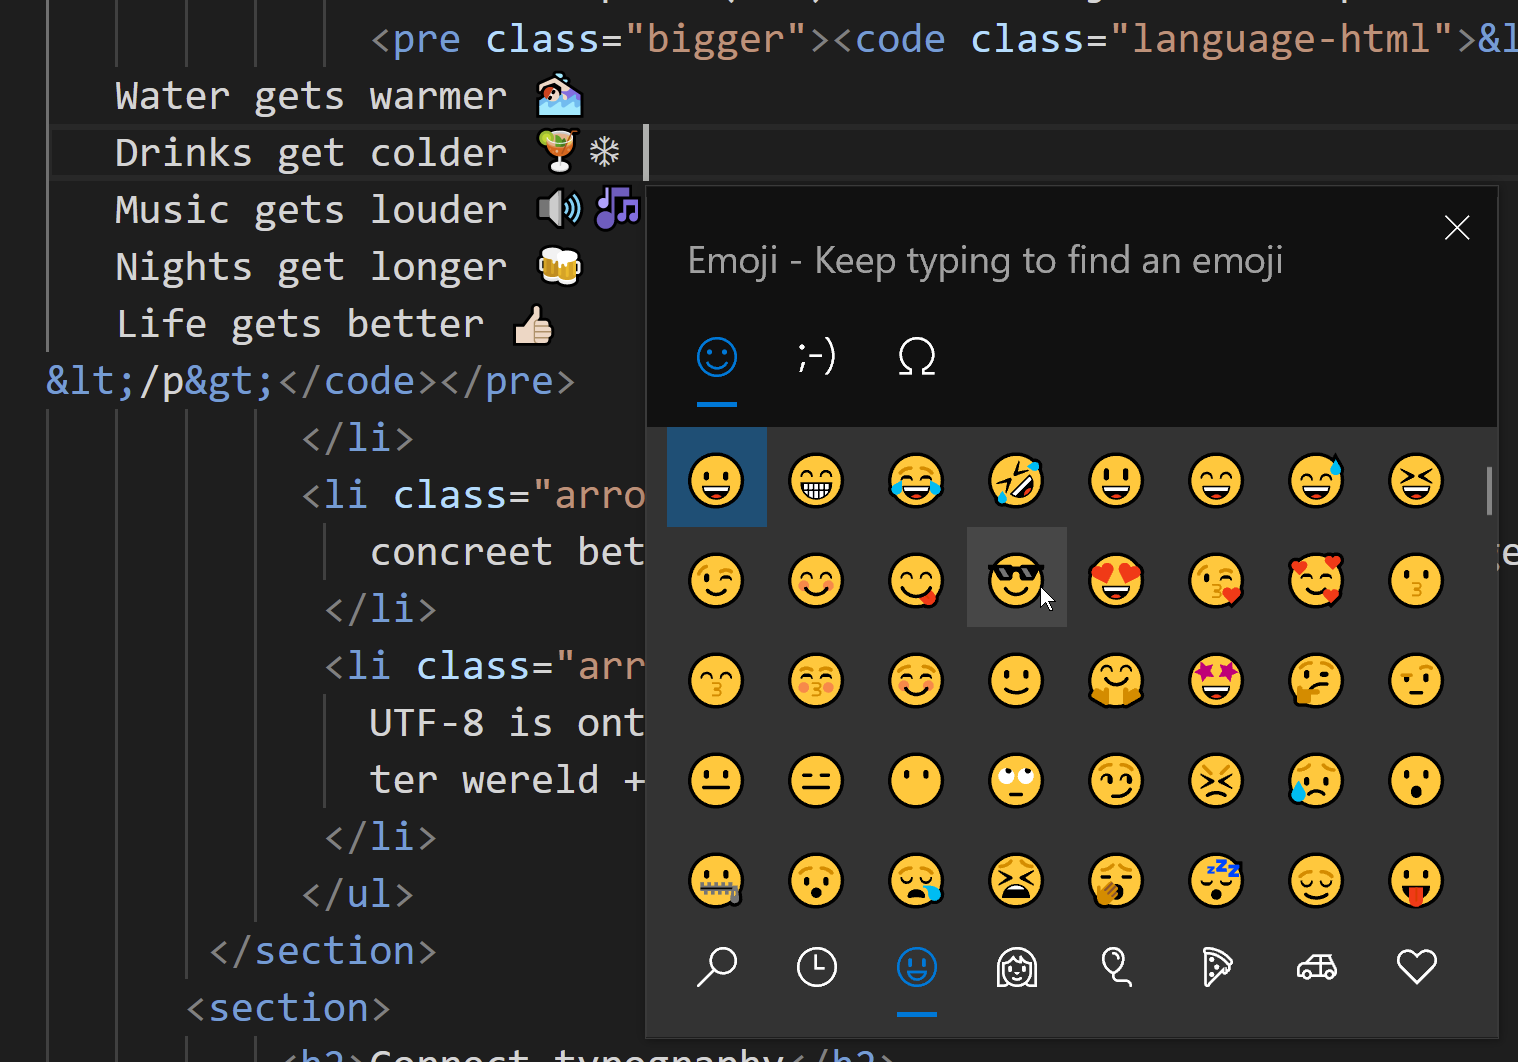 <pre class="bigger"><code class="language-html">&l
Water gets warmer 🏊🏻
Drinks get colder 🍹❄
Music gets louder 🔊🎶
Nights get longer 🍻
Life gets better 👍🏻
&lt;/p&gt;</code></pre>
</li>
<li class="arro
concreet bet
</li>
<li class="arr
UTF-8 is ont
ter wereld +
</li>
</ul>
</section>
<section>
<h2>Correct typography</h2>
Emoji - Keep typing to find an emoji
;-) Ω